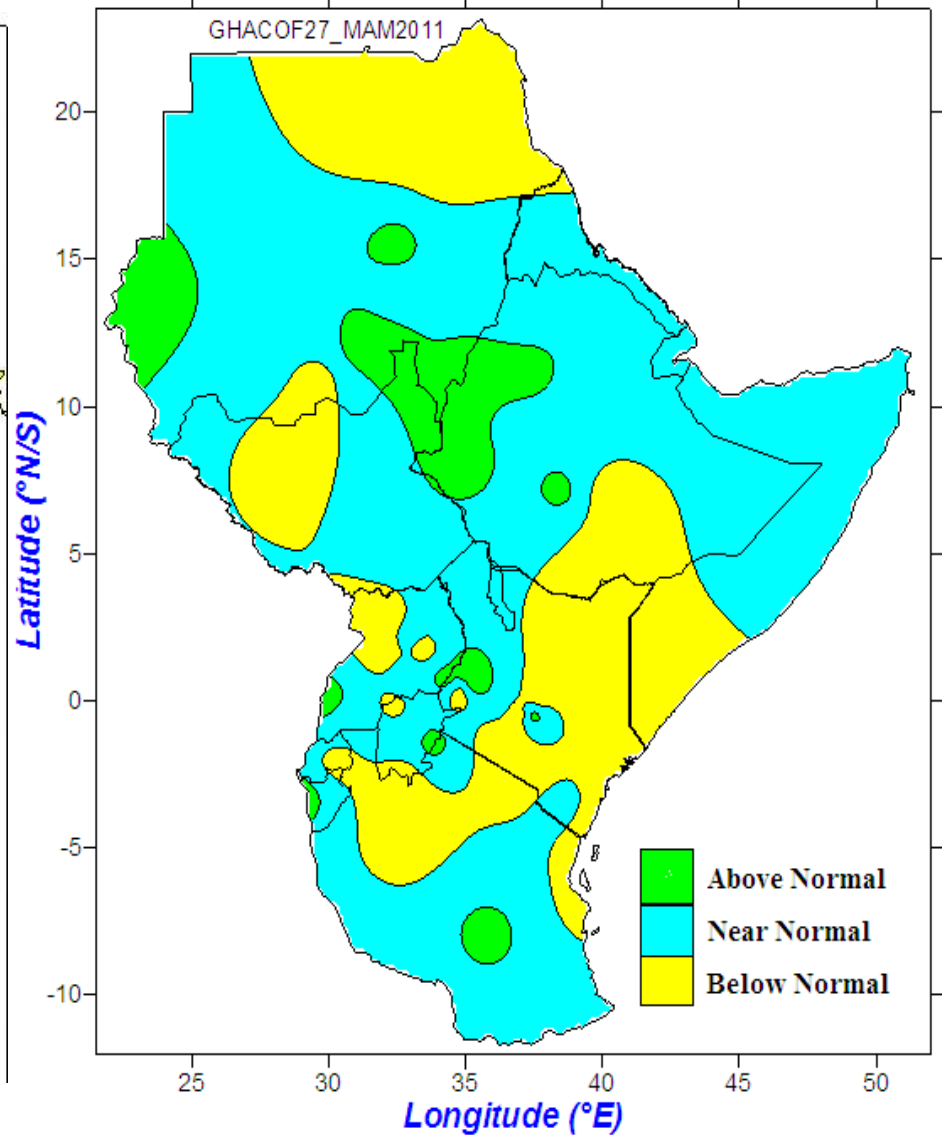 GHACOF27_MAM2011
20
15
10
5
0
-5
-10
Latitude (°N/S)
Above Normal
Near Normal
Below Normal
25 30 35 40 45 50
Longitude (°E)